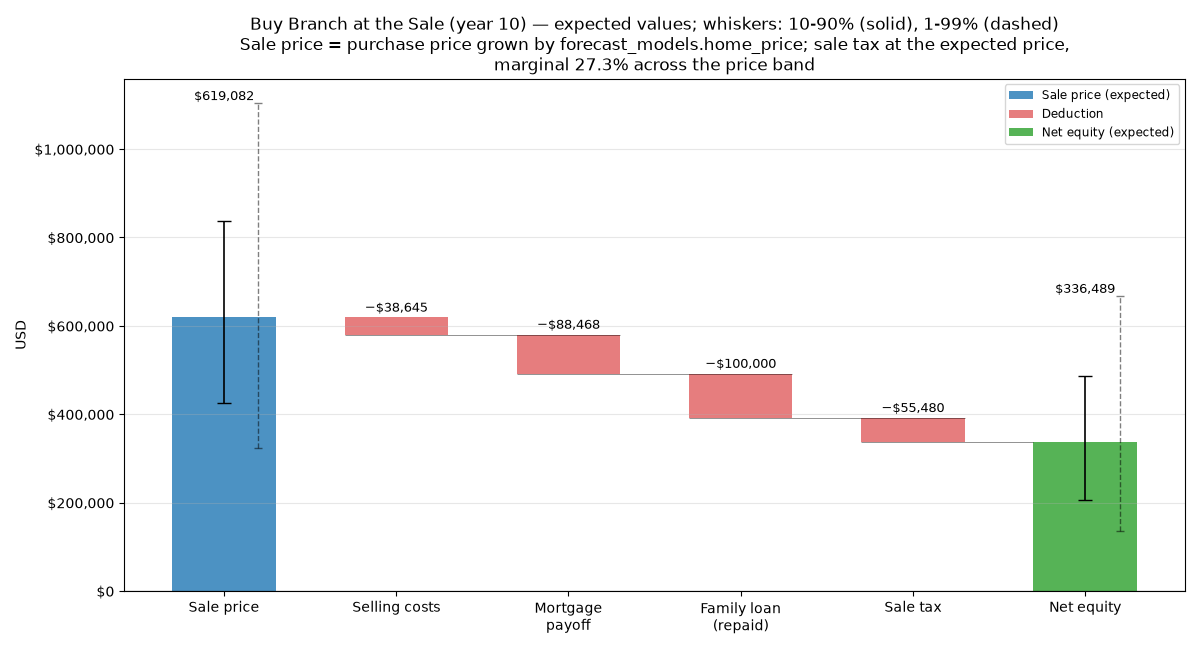 Buy Branch at the Sale (year 10) — expected values; whiskers: 10-90% (solid), 1-99% (dashed)
Sale price = purchase price grown by forecast_models.home_price; sale tax at the expected price,
marginal 27.3% across the price band
Sale price (expected)
Deduction
Net equity (expected)
USD
$1,000,000
$800,000
$600,000
$400,000
$200,000
$0
$619,082
−$38,645
−$88,468
−$100,000
−$55,480
$336,489
Sale price
Selling costs
Mortgage
payoff
Family loan
(repaid)
Sale tax
Net equity